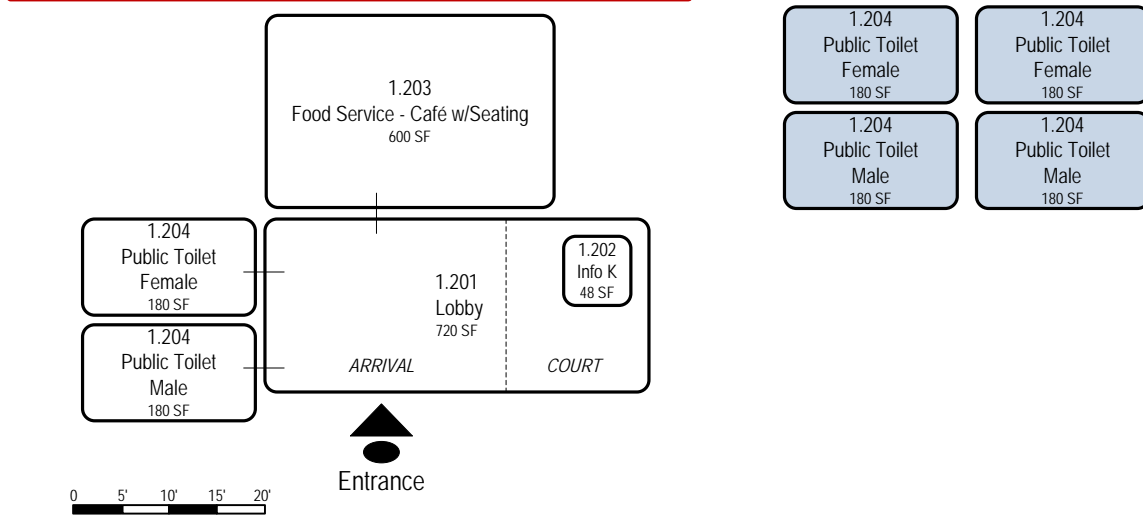 1.203
Food Service - Café w/Seating
600 SF
1.204
Public Toilet
Female
180 SF
1.204
Public Toilet
Male
180 SF
1.201
Lobby
720 SF
1.202
Info K
48 SF
ARRIVAL
COURT
Entrance
0 5' 10' 15' 20'
1.204
Public Toilet
Female
180 SF
1.204
Public Toilet
Female
180 SF
1.204
Public Toilet
Male
180 SF
1.204
Public Toilet
Male
180 SF